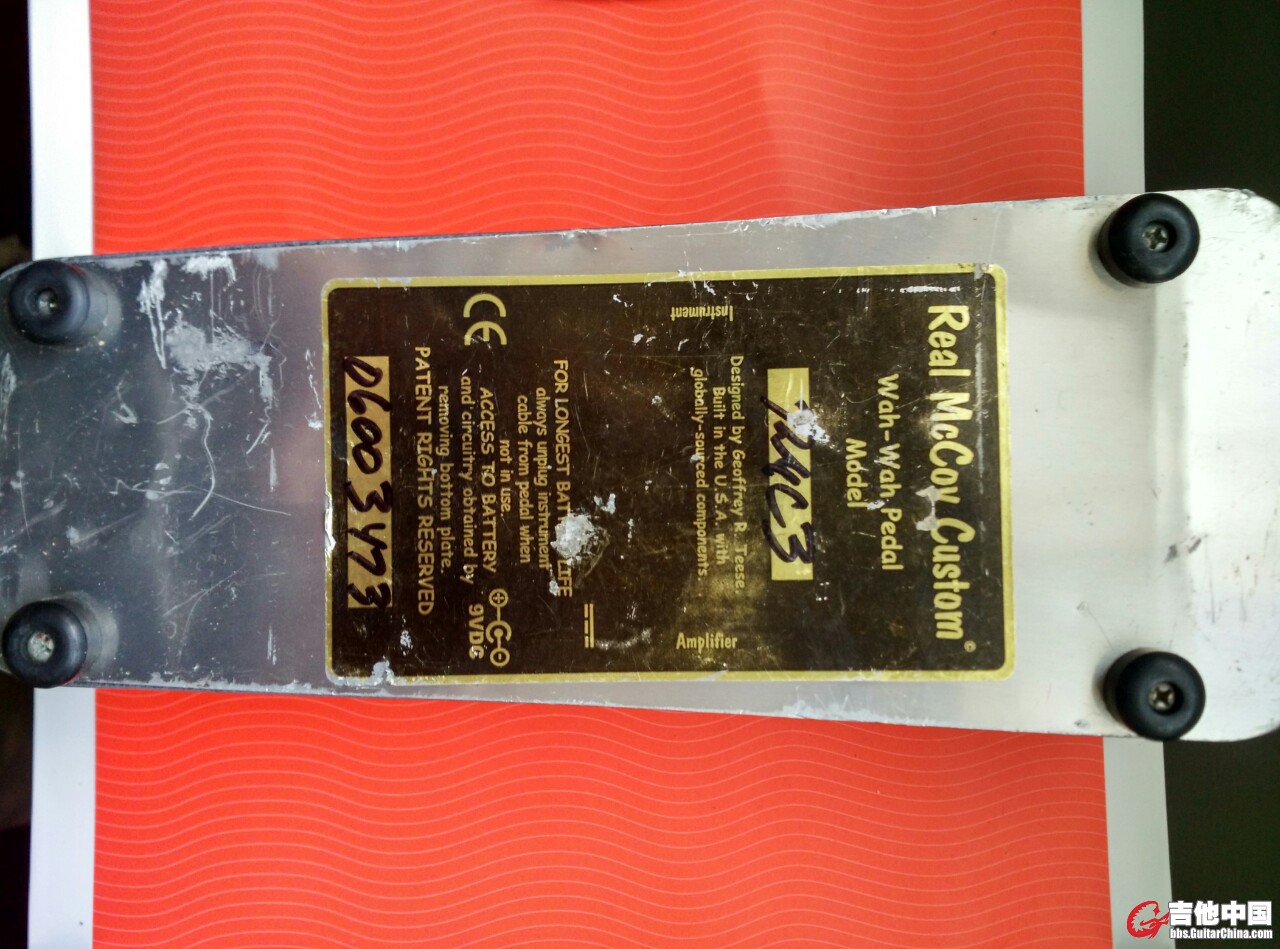 Real McCoy Custom ©
Wah-Wah Pedal
Model
RMC3
Instrument
Designed by Geoffrey R. Teese.
Built in the U.S.A. with
globally-sourced components.
Amplifier
FOR LONGEST BATTERY LIFE
always unplug instrument
cable from pedal when
not in use.
ACCESS TO BATTERY
and circuitry obtained by
removing bottom plate.
CE
9VDC
PATENT RIGHTS RESERVED
D6003473
吉他中国
bbs.GuitarChina.com